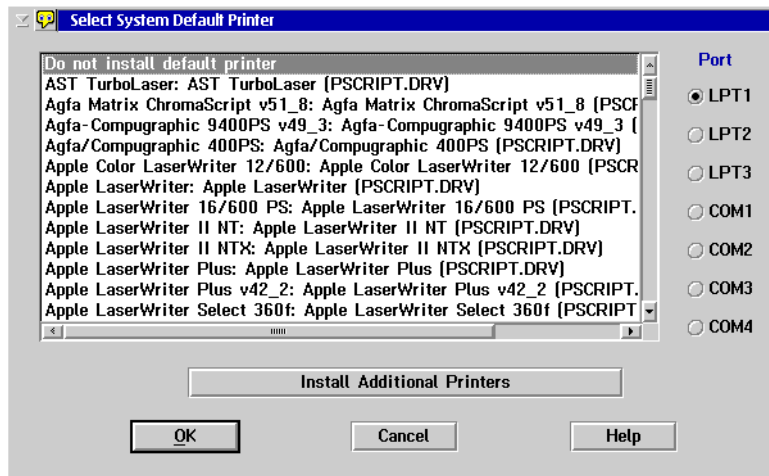 Select System Default Printer
Do not install default printer
AST TurboLaser: AST TurboLaser (PSCRIPT.DRV)
Agfa Matrix ChromaScript v51_8: Agfa Matrix ChromaScript v51_8 (PSCF
Agfa-Compugraphic 9400PS v49_3: Agfa-Compugraphic 9400PS v49_3 (
Agfa/Compugraphic 400PS: Agfa/Compugraphic 400PS (PSCRIPT.DRV)
Apple Color LaserWriter 12/600: Apple Color LaserWriter 12/600 (PSCR
Apple LaserWriter: Apple LaserWriter (PSCRIPT.DRV)
Apple LaserWriter 16/600 PS: Apple LaserWriter 16/600 PS (PSCRIPT.
Apple LaserWriter II NT: Apple LaserWriter II NT (PSCRIPT.DRV)
Apple LaserWriter II NTX: Apple LaserWriter II NTX (PSCRIPT.DRV)
Apple LaserWriter Plus: Apple LaserWriter Plus (PSCRIPT.DRV)
Apple LaserWriter Plus v42_2: Apple LaserWriter Plus v42_2 (PSCRIPT.
Apple LaserWriter Select 360f: Apple LaserWriter Select 360f (PSCRIPT
Port
LPT1
LPT2
LPT3
COM1
COM2
COM3
COM4
Install Additional Printers
OK
Cancel
Help